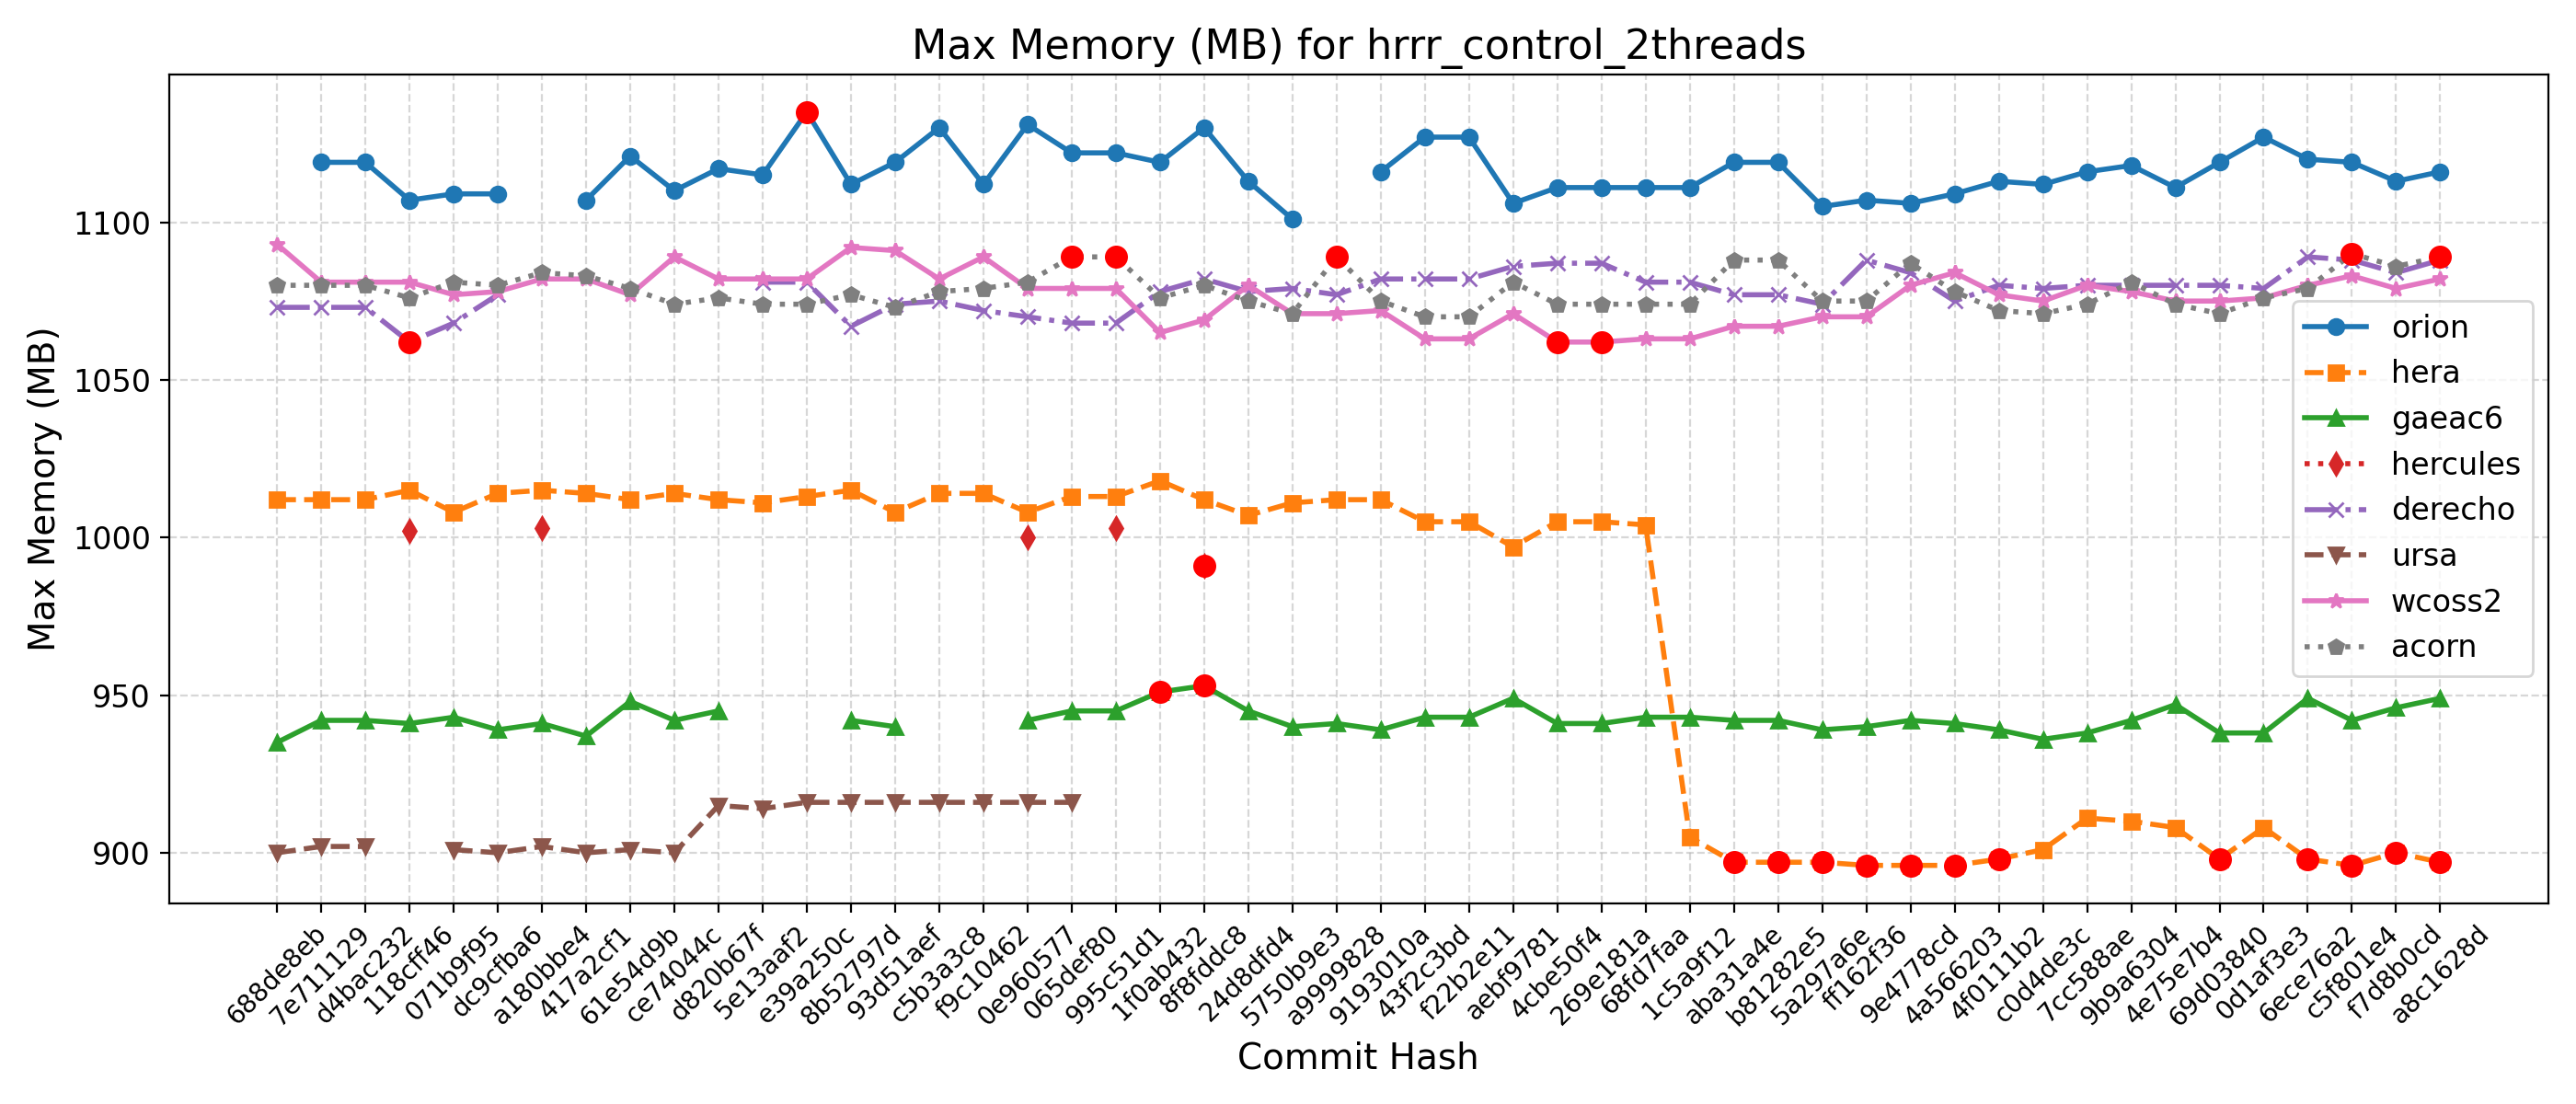 Max Memory (MB) for hrrr_control_2threads
Max Memory (MB)
1100
1050
1000
950
900
orion
hera
gaeac6
hercules
derecho
ursa
wcoss2
acorn
688de8eb
7e711129
d4bac232
118cff46
071b9f95
dc9cfba6
a180bbe4
417a2cf1
61e54d9b
ce74044c
d820b67f
5e13aaf2
e39a250c
8b52797d
93d51aef
c5b3a3c8
f9c10462
0e960577
065def80
995c51d1
1f0ab432
8f8fddc8
24d8dfd4
5750b9e3
a9999828
9193010a
43f2c3bd
f22b2e11
aebf9781
4cbe50f4
269e181a
68fd7faa
1c5a9f12
aba31a4e
b81282e5
5a297a6e
ff162f36
9e4778cd
4a566203
4f0111b2
c0d4de3c
7cc588ae
9b9a6304
4e75e7b4
69d03840
0d1af3e3
6ece76a2
c5f801e4
f7d8b0cd
a8c1628d
Commit Hash